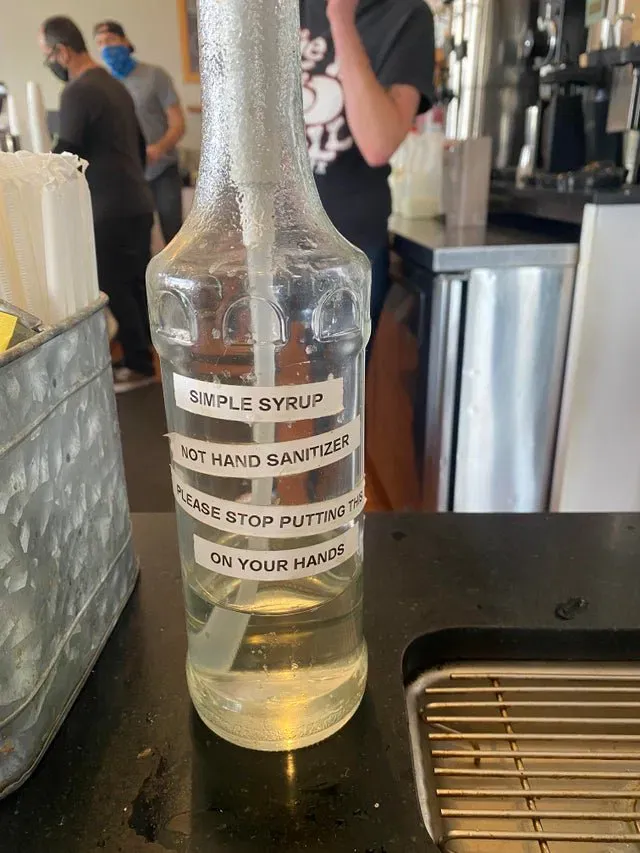 SIMPLE SYRUP
NOT HAND SANITIZER
PLEASE STOP PUTTING THIS
ON YOUR HANDS